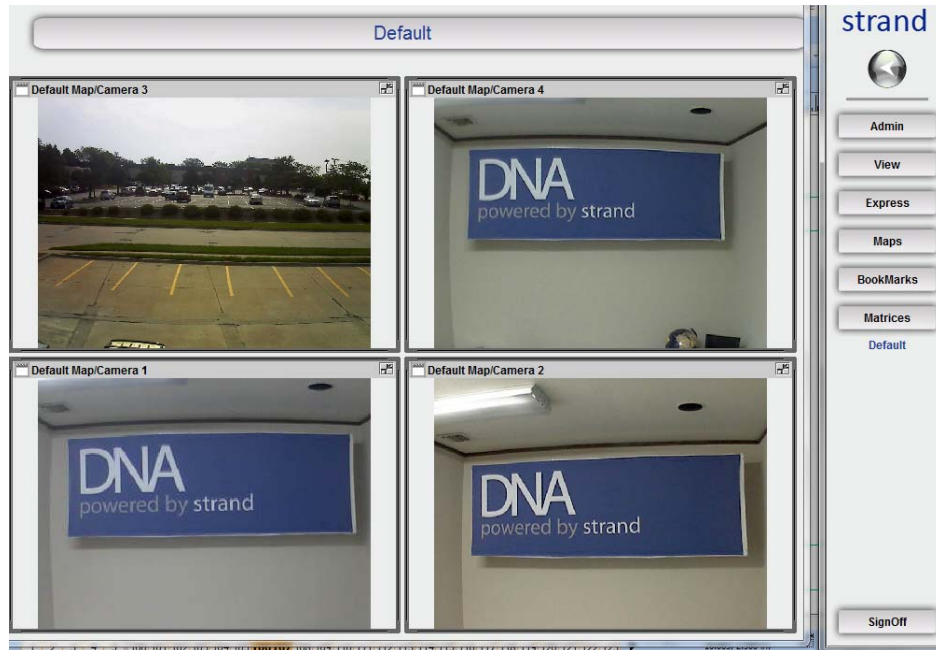 Default
Default Map/Camera 3
Default Map/Camera 4
DNA
powered by strand
Default Map/Camera 1
DNA
powered by strand
Default Map/Camera 2
DNA
powered by strand
strand
Admin
View
Express
Maps
BookMarks
Matrices
Default
SignOff